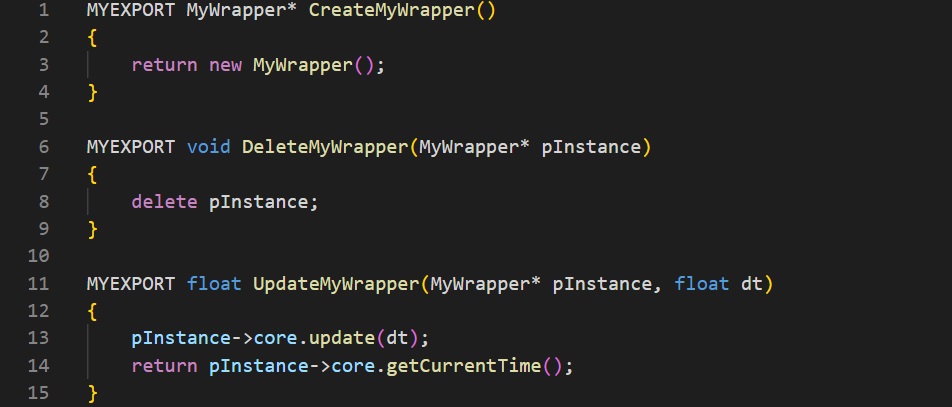 1 MYEXPORT MyWrapper* CreateMyWrapper()
2 {
3     return new MyWrapper();
4 }
5
6 MYEXPORT void DeleteMyWrapper(MyWrapper* pInstance)
7 {
8     delete pInstance;
9 }
10
11 MYEXPORT float UpdateMyWrapper(MyWrapper* pInstance, float dt)
12 {
13     pInstance->core.update(dt);
14     return pInstance->core.getCurrentTime();
15 }